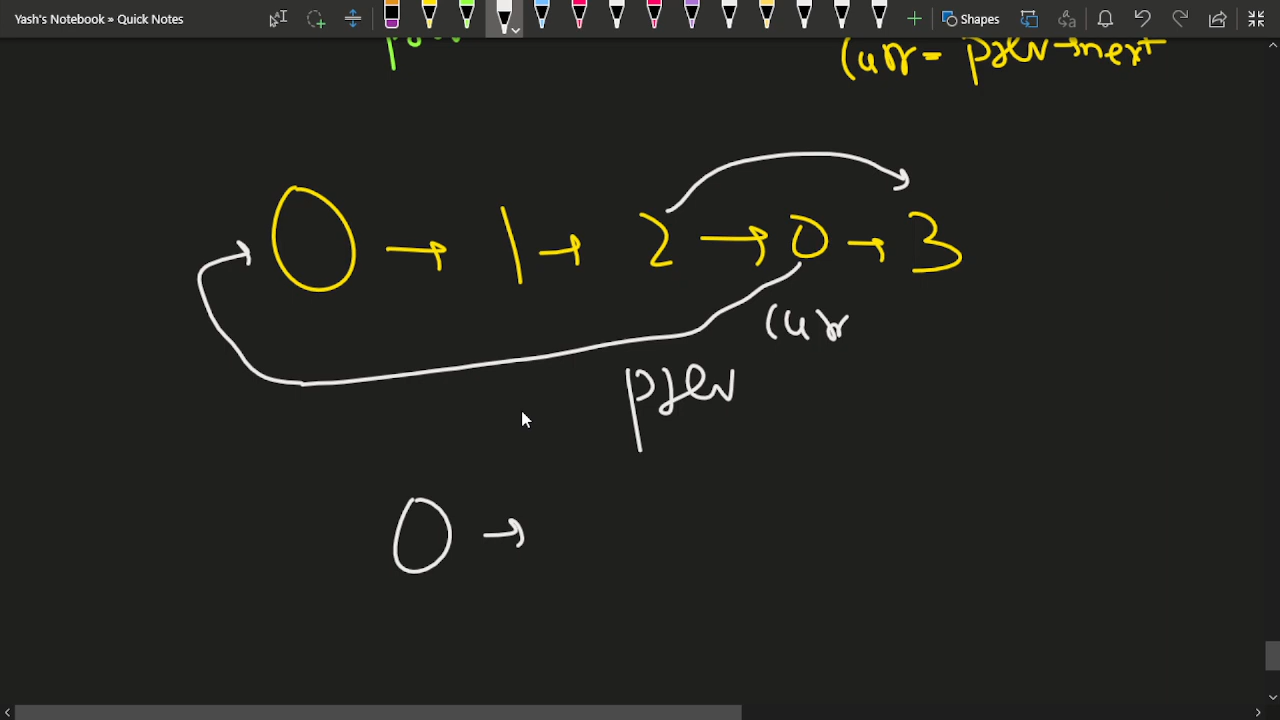 Yash's Notebook » Quick Notes
Shapes
curr = prev→next
0 → 1 → 2 → 0 → 3
curr
prev
0 →